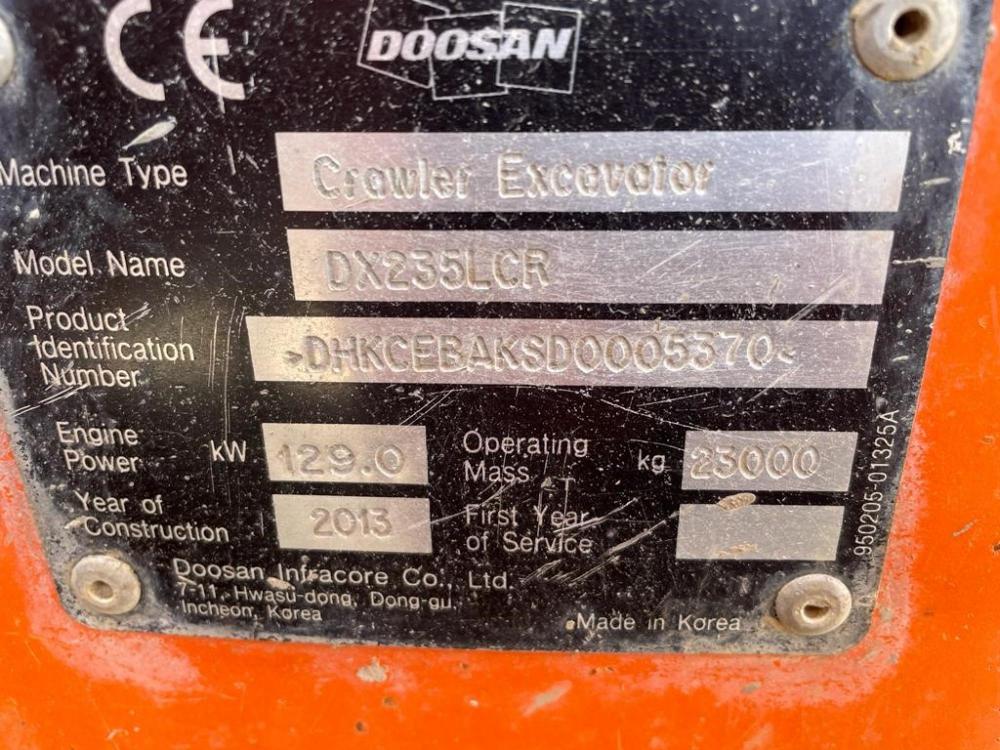 CE
DOOSAN
Machine Type Crawler Excavator
Model Name DX235LCR
Product
Identification
Number >DHKCEBAKSD0005370<
Engine
Power kW 129.0
Operating
Mass kg 23000
Year of
Construction 2013
First Year
of Service
Doosan Infracore Co., Ltd.
7-11, Hwasu-dong, Dong-gu,
Incheon, Korea
Made in Korea
950205-01325A